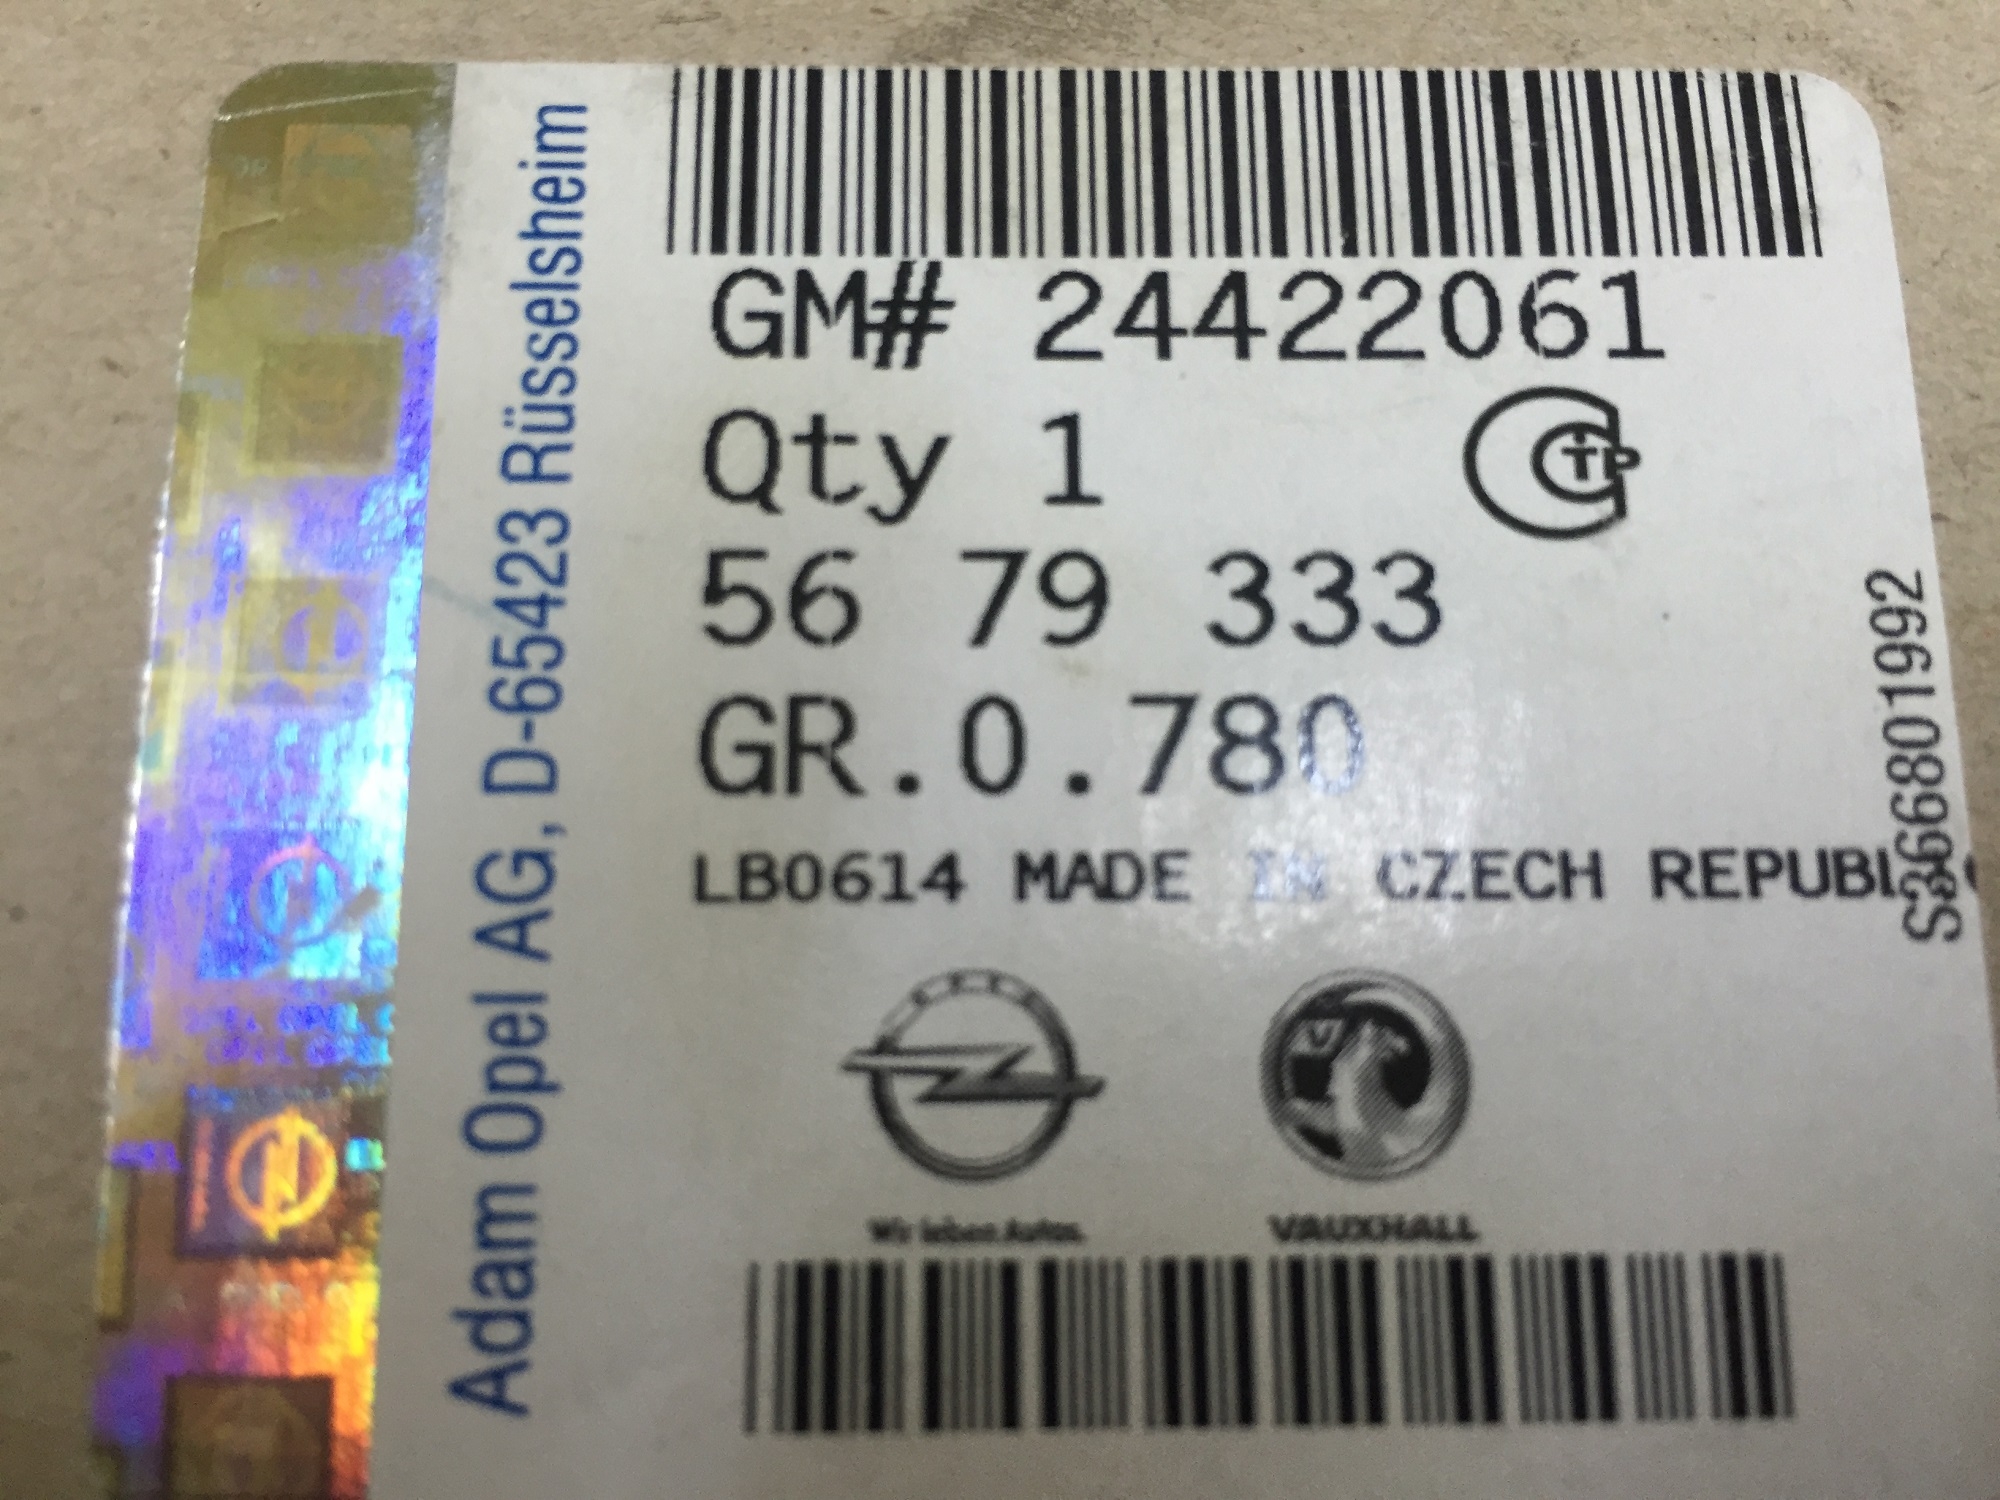 GM# 24422061
Qty 1
56 79 333
GR.0.780
LB0614 MADE IN CZECH REPUBLIC
Wir leben Autos.
VAUXHALL
Adam Opel AG, D-65423 Rüsselsheim
S366801992